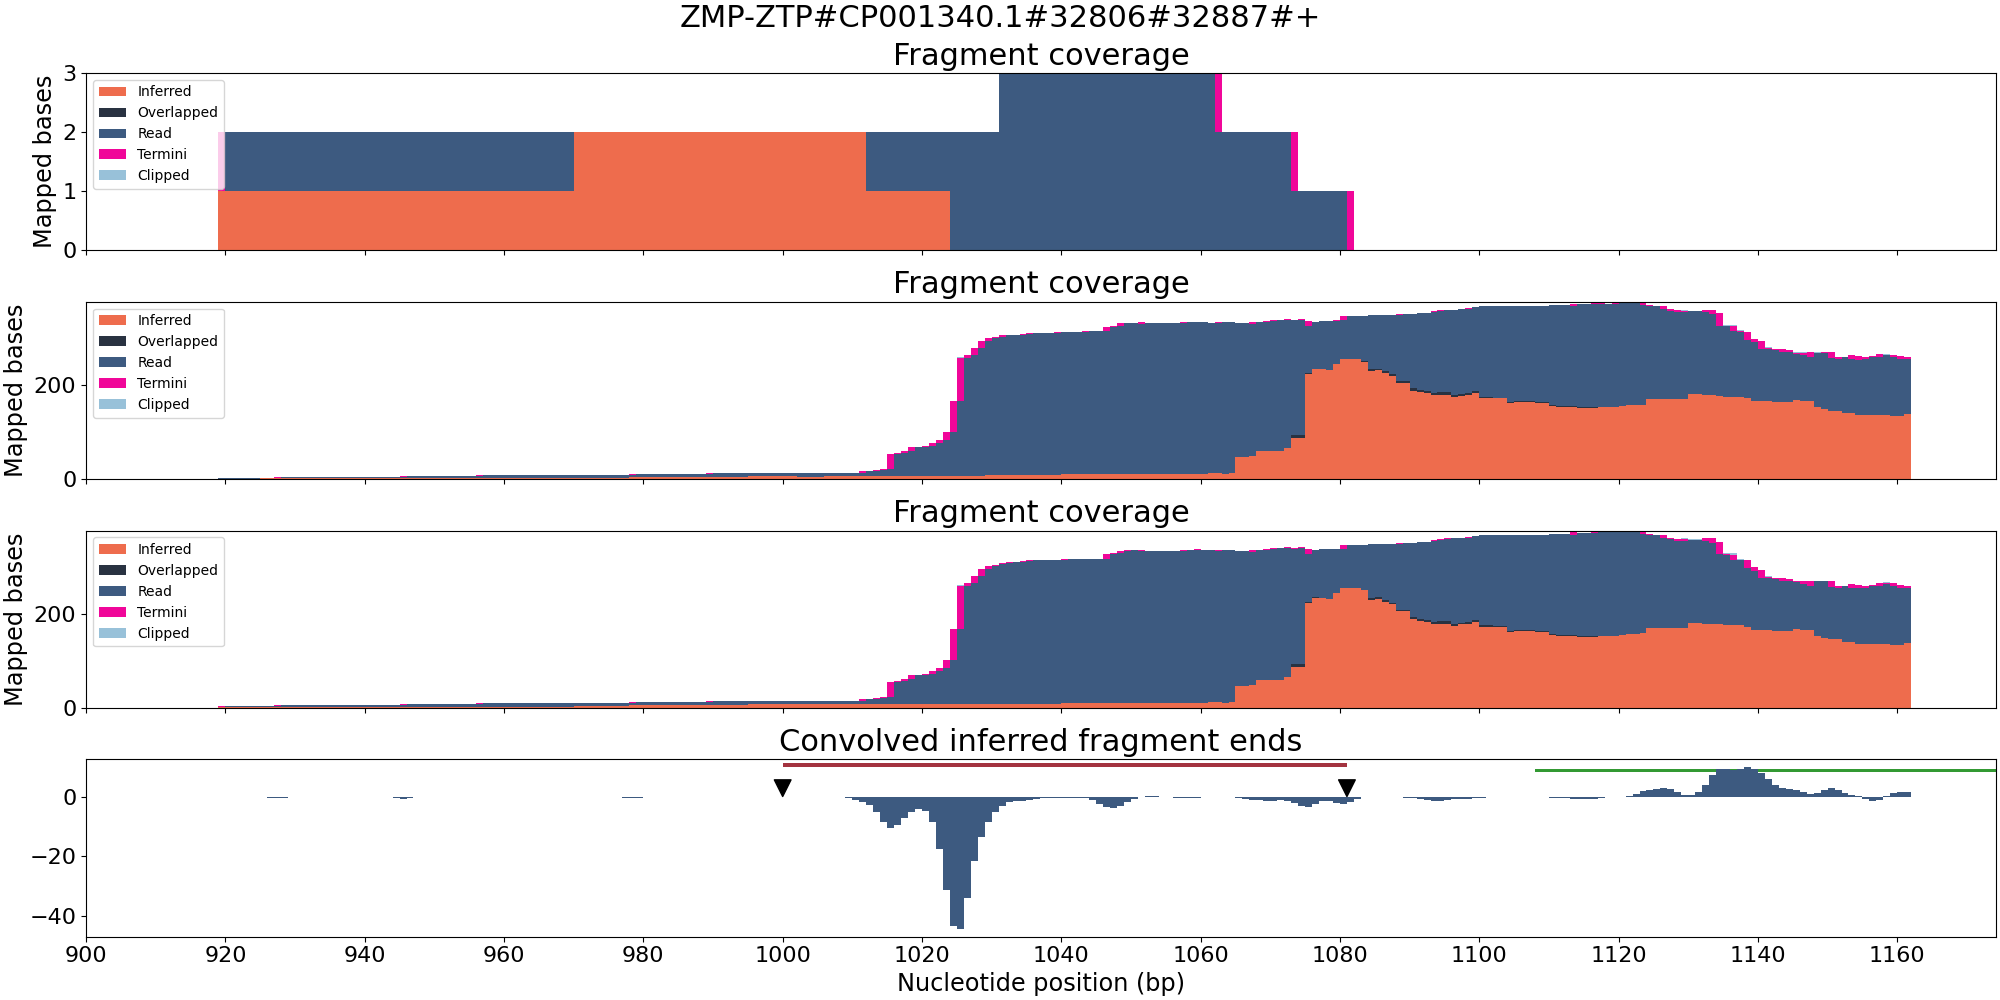 ZMP-ZTP#CP001340.1#32806#32887#+
Fragment coverage
Mapped bases
3
2
1
0
Inferred
Overlapped
Read
Termini
Clipped
Fragment coverage
Mapped bases
200
0
Inferred
Overlapped
Read
Termini
Clipped
Fragment coverage
Mapped bases
200
0
Inferred
Overlapped
Read
Termini
Clipped
Convolved inferred fragment ends
0
−20
−40
900 920 940 960 980 1000 1020 1040 1060 1080 1100 1120 1140 1160
Nucleotide position (bp)